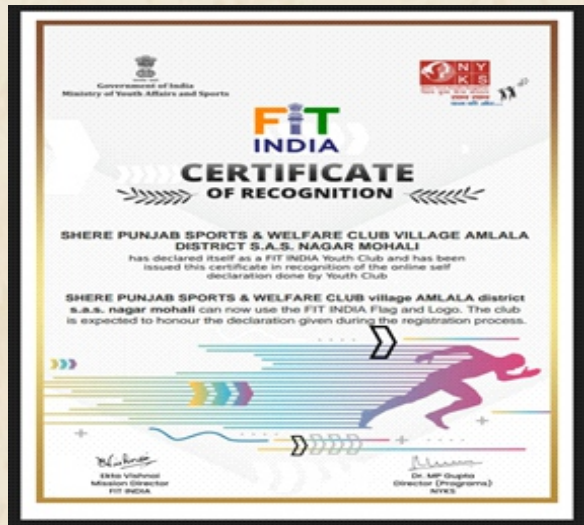 Government of India
Ministry of Youth Affairs and Sports
NYKS
FIT
INDIA
CERTIFICATE
OF RECOGNITION
SHERE PUNJAB SPORTS & WELFARE CLUB VILLAGE AMLALA
DISTRICT S.A.S. NAGAR MOHALI
has declared itself as a FIT INDIA Youth Club and has been
issued this certificate in recognition of the online self
declaration done by Youth Club
SHERE PUNJAB SPORTS & WELFARE CLUB village AMLALA district
s.a.s. nagar mohali can now use the FIT INDIA Flag and Logo. The club
is expected to honour the declaration given during the registration process.
Ekta Vishnoi
Mission Director
FIT INDIA
Dr. MP Gupta
Director (Programs)
NYKS